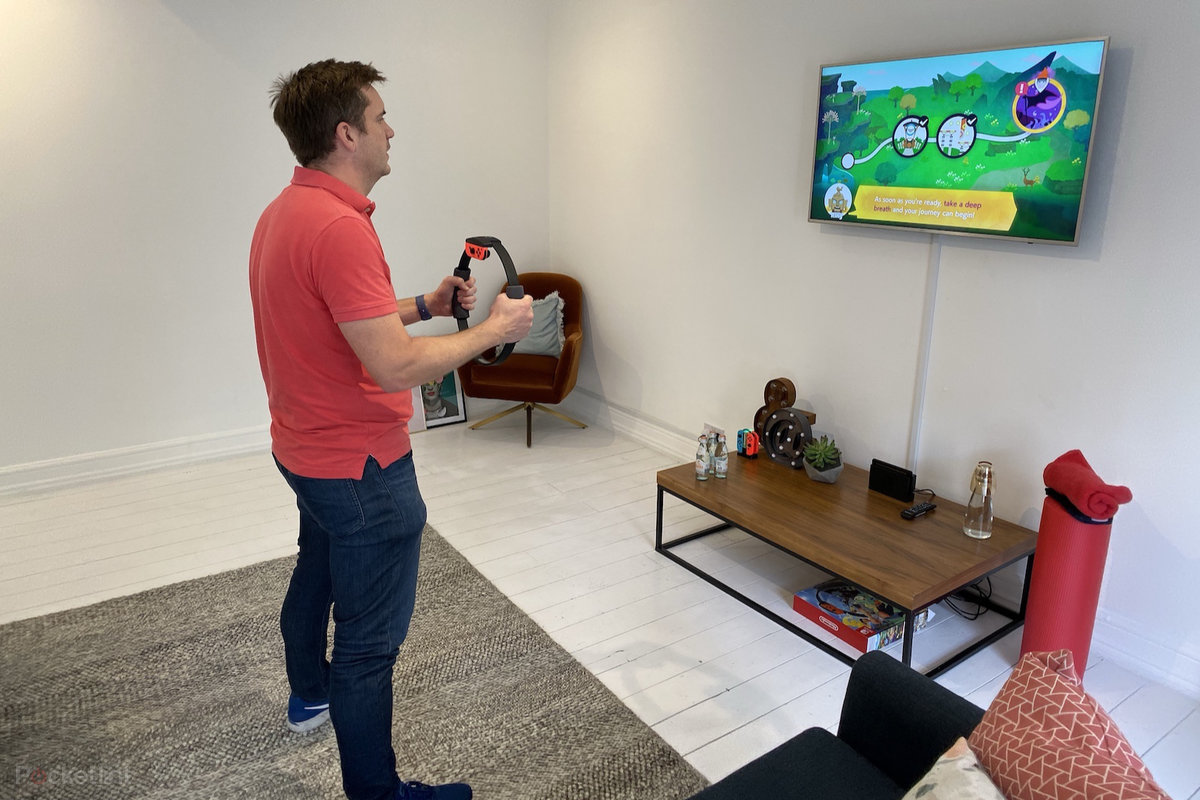 As soon as you're ready, take a deep
breath and your journey can begin!
Pocket-lint